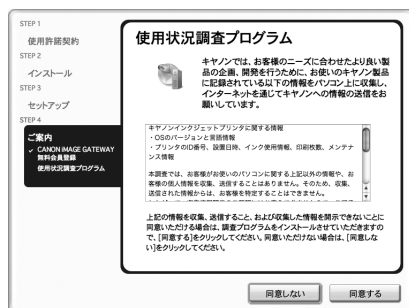 STEP 1
使用許諾契約
STEP 2
インストール
STEP 3
セットアップ
STEP 4
ご案内
✓ CANON iMAGE GATEWAY
無料会員登録
使用状況調査プログラム
使用状況調査プログラム
キヤノンでは、お客様のニーズに合わせたより良い製
品の企画、開発を行うために、お使いのキヤノン製品
に記録されている以下の情報をパソコン上に収集し、
インターネットを通じてキヤノンへの情報の送信をお
願いしています。
キヤノンインクジェットプリンタに関する情報
・OSのバージョンと言語情報
・プリンタのID番号、設置日時、インク使用情報、印刷枚数、メンテナ
ンス情報
本調査では、お客様がお使いのパソコンに関する上記以外の情報や、お
客様の個人情報を収集、送信することはありません。そのため、収集、
送信された情報からは、お客様を特定することはできません。
上記の情報を収集、送信すること、および収集した情報を開示できないことに
同意いただける場合は、調査プログラムをインストールさせていただきますの
で、[同意する]をクリックしてください。同意いただけない場合は、[同意しな
い]をクリックしてください。
同意しない
同意する